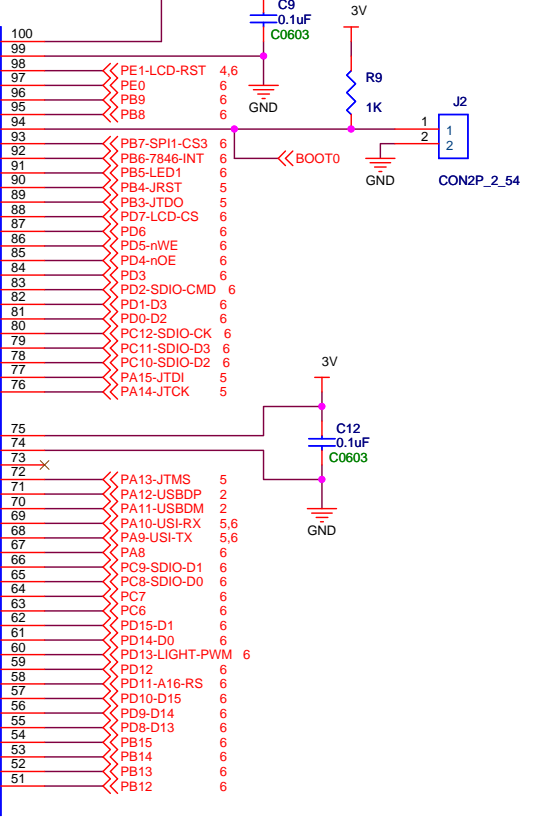 C9
0.1uF
C0603
3V
100
99
98 PE1-LCD-RST 4,6
97 PE0 6
96 PB9 6
95 PB8 6
GND
R9
1K
J2
94
1 1
2 2
GND
CON2P_2_54
93 PB7-SPI1-CS3 6
92 PB6-7846-INT 6
BOOT0
91 PB5-LED1 6
90 PB4-JRST 5
89 PB3-JTDO 5
88 PD7-LCD-CS 6
87 PD6 6
86 PD5-nWE 6
85 PD4-nOE 6
84 PD3 6
83 PD2-SDIO-CMD 6
82 PD1-D3 6
81 PD0-D2 6
80 PC12-SDIO-CK 6
79 PC11-SDIO-D3 6
78 PC10-SDIO-D2 6
77 PA15-JTDI 5
76 PA14-JTCK 5
3V
75
74
73
C12
0.1uF
C0603
GND
72 PA13-JTMS 5
71 PA12-USBDP 2
70 PA11-USBDM 2
69 PA10-USI-RX 5,6
68 PA9-USI-TX 5,6
67 PA8 6
66 PC9-SDIO-D1 6
65 PC8-SDIO-D0 6
64 PC7 6
63 PC6 6
62 PD15-D1 6
61 PD14-D0 6
60 PD13-LIGHT-PWM 6
59 PD12 6
58 PD11-A16-RS 6
57 PD10-D15 6
56 PD9-D14 6
55 PD8-D13 6
54 PB15 6
53 PB14 6
52 PB13 6
51 PB12 6